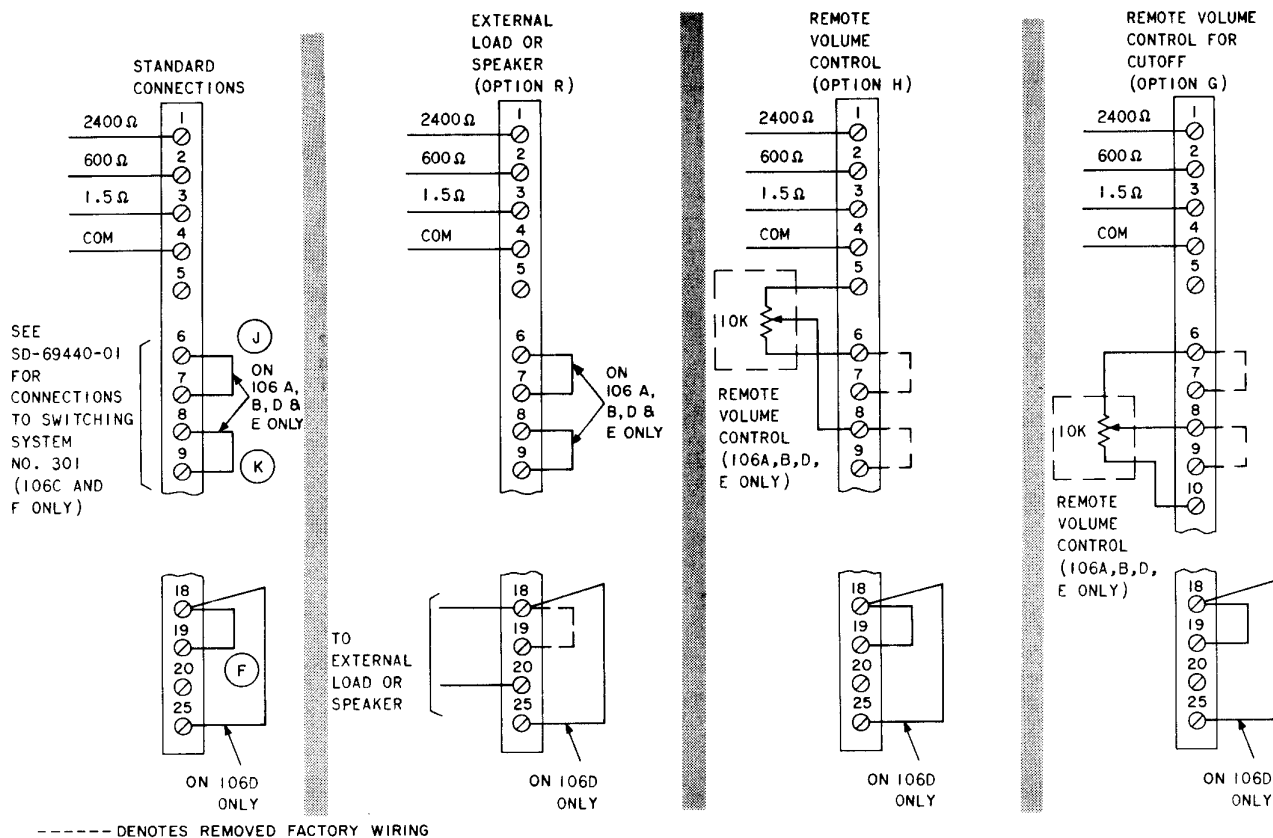 STANDARD
CONNECTIONS
2400Ω
1
600Ω
2
1.5Ω
3
COM
4
5
SEE
SD-69440-01
FOR
CONNECTIONS
TO SWITCHING
SYSTEM
NO. 301
(106C AND
F ONLY)
6
J
7
ON
106 A,
B,D &
E ONLY
8
9
K
18
19
F
20
25
ON 106D
ONLY
EXTERNAL
LOAD OR
SPEAKER
(OPTION R)
2400Ω
1
600Ω
2
1.5Ω
3
COM
4
5
6
7
ON
106 A,
B,D &
E ONLY
8
9
18
19
TO
EXTERNAL
LOAD OR
SPEAKER
20
25
ON 106D
ONLY
REMOTE
VOLUME
CONTROL
(OPTION H)
2400Ω
1
600Ω
2
1.5Ω
3
COM
4
5
10K
6
7
REMOTE
VOLUME
CONTROL
(106A,B,D,
E ONLY)
8
9
18
19
20
25
ON 106D
ONLY
REMOTE VOLUME
CONTROL FOR
CUTOFF
(OPTION G)
2400Ω
1
600Ω
2
1.5Ω
3
COM
4
5
6
7
8
10K
9
10
REMOTE
VOLUME
CONTROL
(106A,B,D,
E ONLY)
18
19
20
25
ON 106D
ONLY
------ DENOTES REMOVED FACTORY WIRING